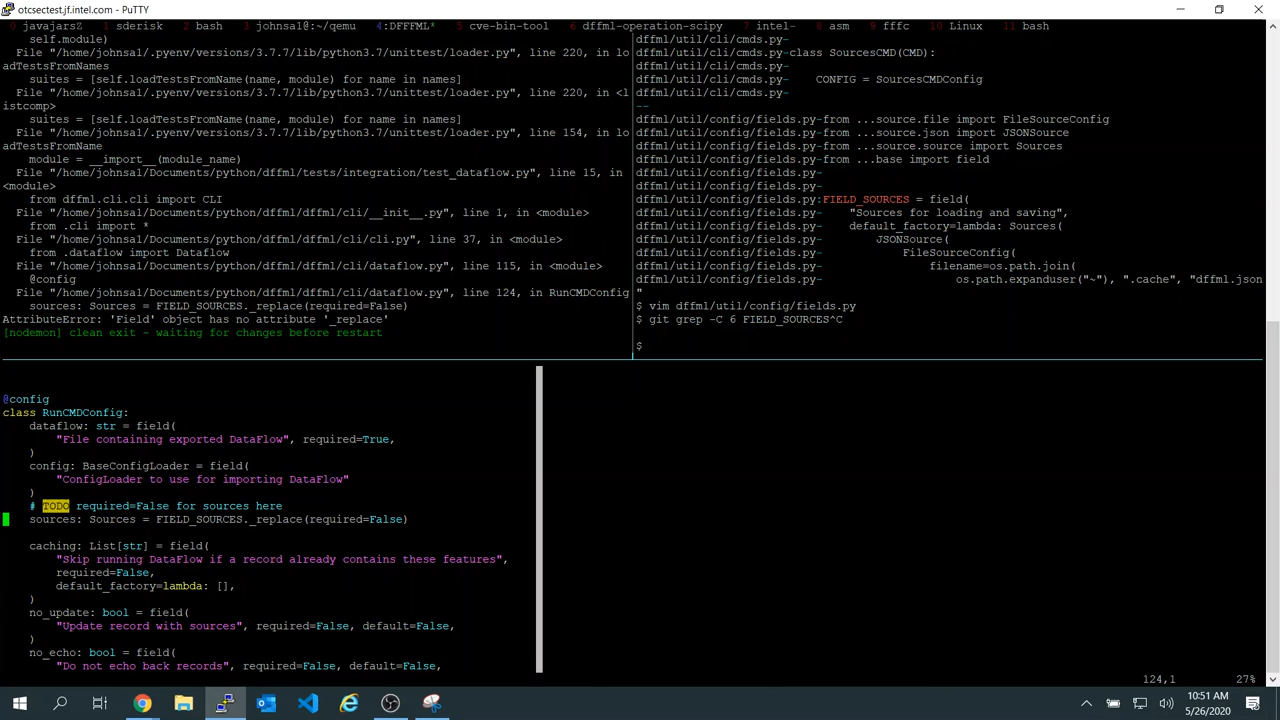 otcsectest.jf.intel.com - PuTTY
0 javajarsZ 1 sderisk 2 bash 3 johnsa1@:~/qemu 4:DFFFML* 5 cve-bin-tool 6 dffml-operation-scipy 7 intel- 8 asm 9 fffc 10 Linux 11 bash
self.module)
File "/home/johnsa1/.pyenv/versions/3.7.7/lib/python3.7/unittest/loader.py", line 220, in lo
adTestsFromNames
suites = [self.loadTestsFromName(name, module) for name in names]
File "/home/johnsa1/.pyenv/versions/3.7.7/lib/python3.7/unittest/loader.py", line 220, in <l
istcomp>
suites = [self.loadTestsFromName(name, module) for name in names]
File "/home/johnsa1/.pyenv/versions/3.7.7/lib/python3.7/unittest/loader.py", line 154, in lo
adTestsFromName
module = __import__(module_name)
File "/home/johnsa1/Documents/python/dffml/tests/integration/test_dataflow.py", line 15, in
<module>
from dffml.cli.cli import CLI
File "/home/johnsa1/Documents/python/dffml/dffml/cli/__init__.py", line 1, in <module>
from .cli import *
File "/home/johnsa1/Documents/python/dffml/dffml/cli/cli.py", line 37, in <module>
from .dataflow import Dataflow
File "/home/johnsa1/Documents/python/dffml/dffml/cli/dataflow.py", line 115, in <module>
@config
File "/home/johnsa1/Documents/python/dffml/dffml/cli/dataflow.py", line 124, in RunCMDConfig
sources: Sources = FIELD_SOURCES._replace(required=False)
AttributeError: 'Field' object has no attribute '_replace'
[nodemon] clean exit - waiting for changes before restart
dffml/util/cli/cmds.py-
dffml/util/cli/cmds.py-class SourcesCMD(CMD):
dffml/util/cli/cmds.py-
dffml/util/cli/cmds.py-    CONFIG = SourcesCMDConfig
dffml/util/cli/cmds.py-
--
dffml/util/config/fields.py-from ...source.file import FileSourceConfig
dffml/util/config/fields.py-from ...source.json import JSONSource
dffml/util/config/fields.py-from ...source.source import Sources
dffml/util/config/fields.py-from ...base import field
dffml/util/config/fields.py-
dffml/util/config/fields.py-
dffml/util/config/fields.py:FIELD_SOURCES = field(
dffml/util/config/fields.py-    "Sources for loading and saving",
dffml/util/config/fields.py-    default_factory=lambda: Sources(
dffml/util/config/fields.py-        JSONSource(
dffml/util/config/fields.py-            FileSourceConfig(
dffml/util/config/fields.py-                filename=os.path.join(
dffml/util/config/fields.py-                    os.path.expanduser("~"), ".cache", "dffml.json
"
$ vim dffml/util/config/fields.py
$ git grep -C 6 FIELD_SOURCES^C
$
@config
class RunCMDConfig:
dataflow: str = field(
"File containing exported DataFlow", required=True,
)
config: BaseConfigLoader = field(
"ConfigLoader to use for importing DataFlow"
)
# TODO required=False for sources here
sources: Sources = FIELD_SOURCES._replace(required=False)
caching: List[str] = field(
"Skip running DataFlow if a record already contains these features",
required=False,
default_factory=lambda: [],
)
no_update: bool = field(
"Update record with sources", required=False, default=False,
)
no_echo: bool = field(
"Do not echo back records", required=False, default=False,
124,1 27%
10:51 AM
5/26/2020